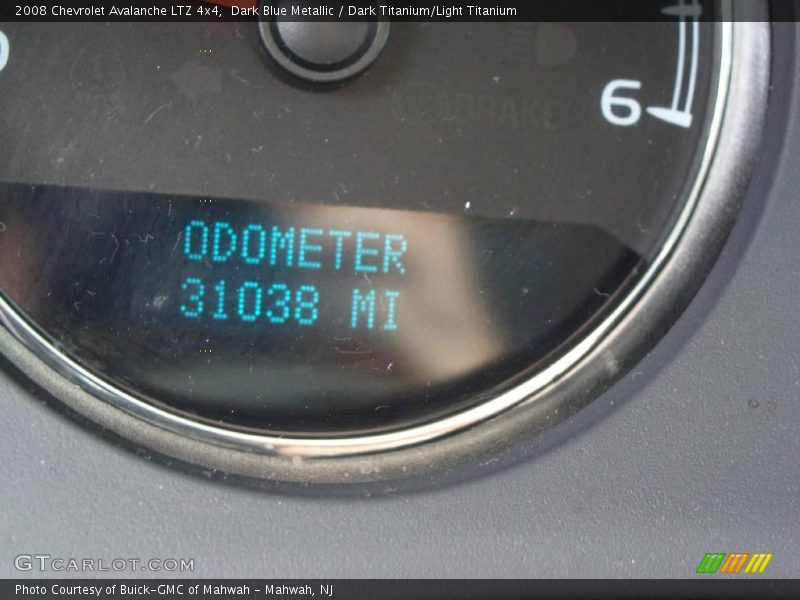 2008 Chevrolet Avalanche LTZ 4x4,  Dark Blue Metallic / Dark Titanium/Light Titanium
6
BRAKE
ODOMETER
31038 MI
GTCARLOT.COM
Photo Courtesy of Buick-GMC of Mahwah - Mahwah, NJ